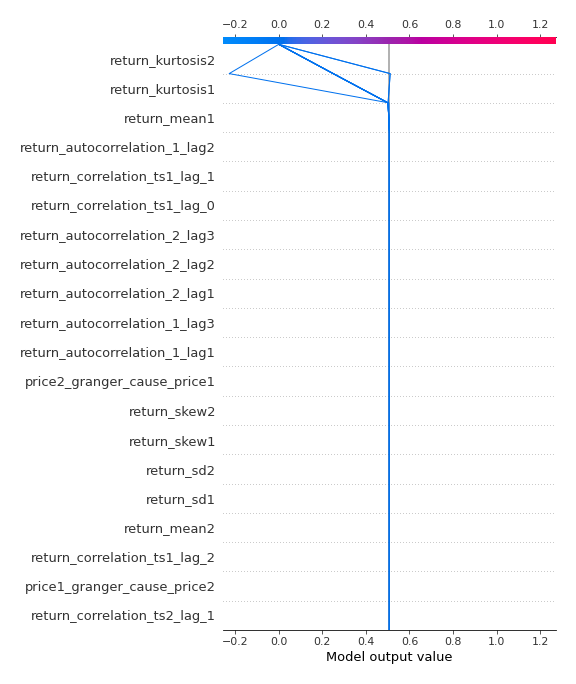 −0.2 0.0 0.2 0.4 0.6 0.8 1.0 1.2
return_kurtosis2
return_kurtosis1
return_mean1
return_autocorrelation_1_lag2
return_correlation_ts1_lag_1
return_correlation_ts1_lag_0
return_autocorrelation_2_lag3
return_autocorrelation_2_lag2
return_autocorrelation_2_lag1
return_autocorrelation_1_lag3
return_autocorrelation_1_lag1
price2_granger_cause_price1
return_skew2
return_skew1
return_sd2
return_sd1
return_mean2
return_correlation_ts1_lag_2
price1_granger_cause_price2
return_correlation_ts2_lag_1
−0.2 0.0 0.2 0.4 0.6 0.8 1.0 1.2
Model output value